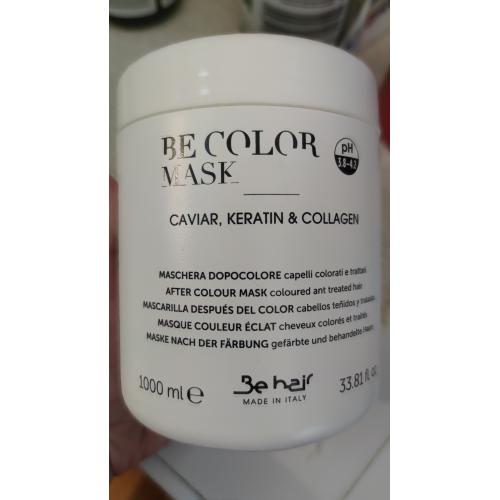 BE COLOR
MASK
pH
3.8-4.2
CAVIAR, KERATIN & COLLAGEN
MASCHERA DOPOCOLORE capelli colorati e trattati.
AFTER COLOUR MASK coloured ant treated hair.
MASCARILLA DESPUÉS DEL COLOR cabellos teñidos y tratados.
MASQUE COULEUR ÉCLAT cheveux colorés et traités.
MASKE NACH DER FÄRBUNG gefärbte und behandelte Haare.
1000 ml e
Be hair
MADE IN ITALY
33.81 fl. oz.